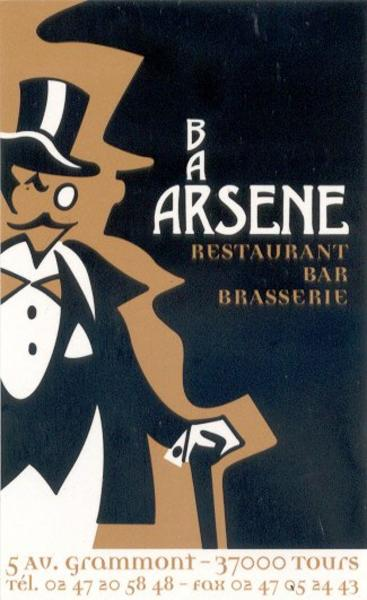 BAR
ARSENE
RESTAURANT
BAR
BRASSERIE
5 AV. Grammont - 37000 Tours
Tél. 02 47 20 58 48 - Fax 02 47 05 24 43